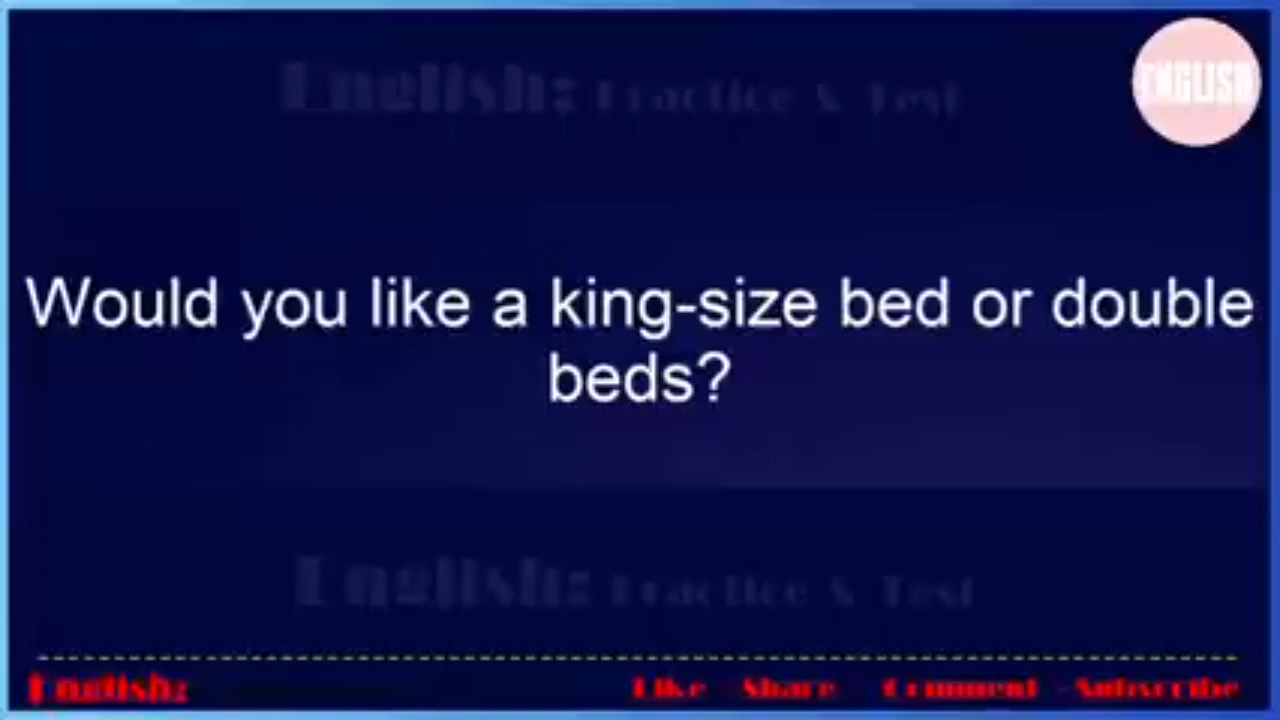 English: Practice & Test
ENGLISH
Would you like a king-size bed or double
beds?
English: Practice & Test
English:
Like Share Comment Subscribe